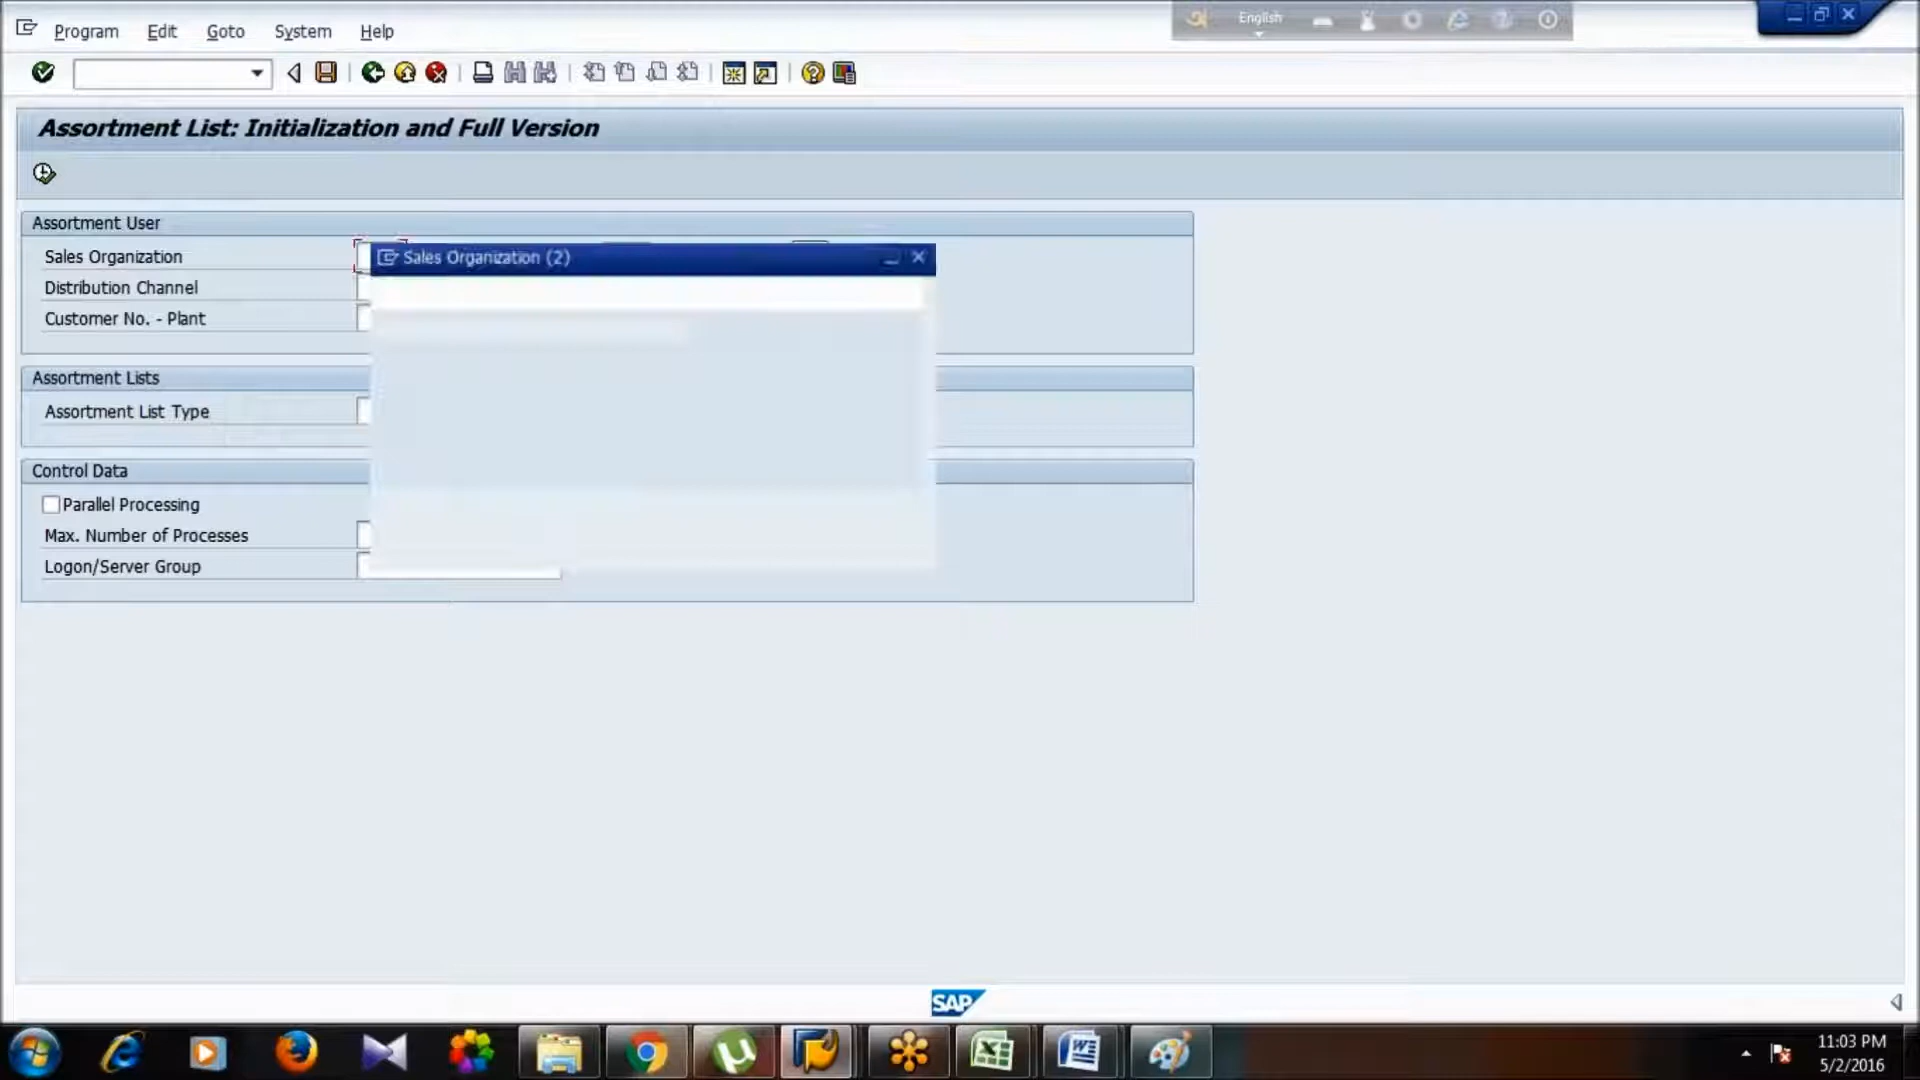 Program Edit Goto System Help
English
Assortment List: Initialization and Full Version
Assortment User
Sales Organization
Sales Organization (2)
Distribution Channel
Customer No. - Plant
Assortment Lists
Assortment List Type
Control Data
Parallel Processing
Max. Number of Processes
Logon/Server Group
SAP
11:03 PM
5/2/2016